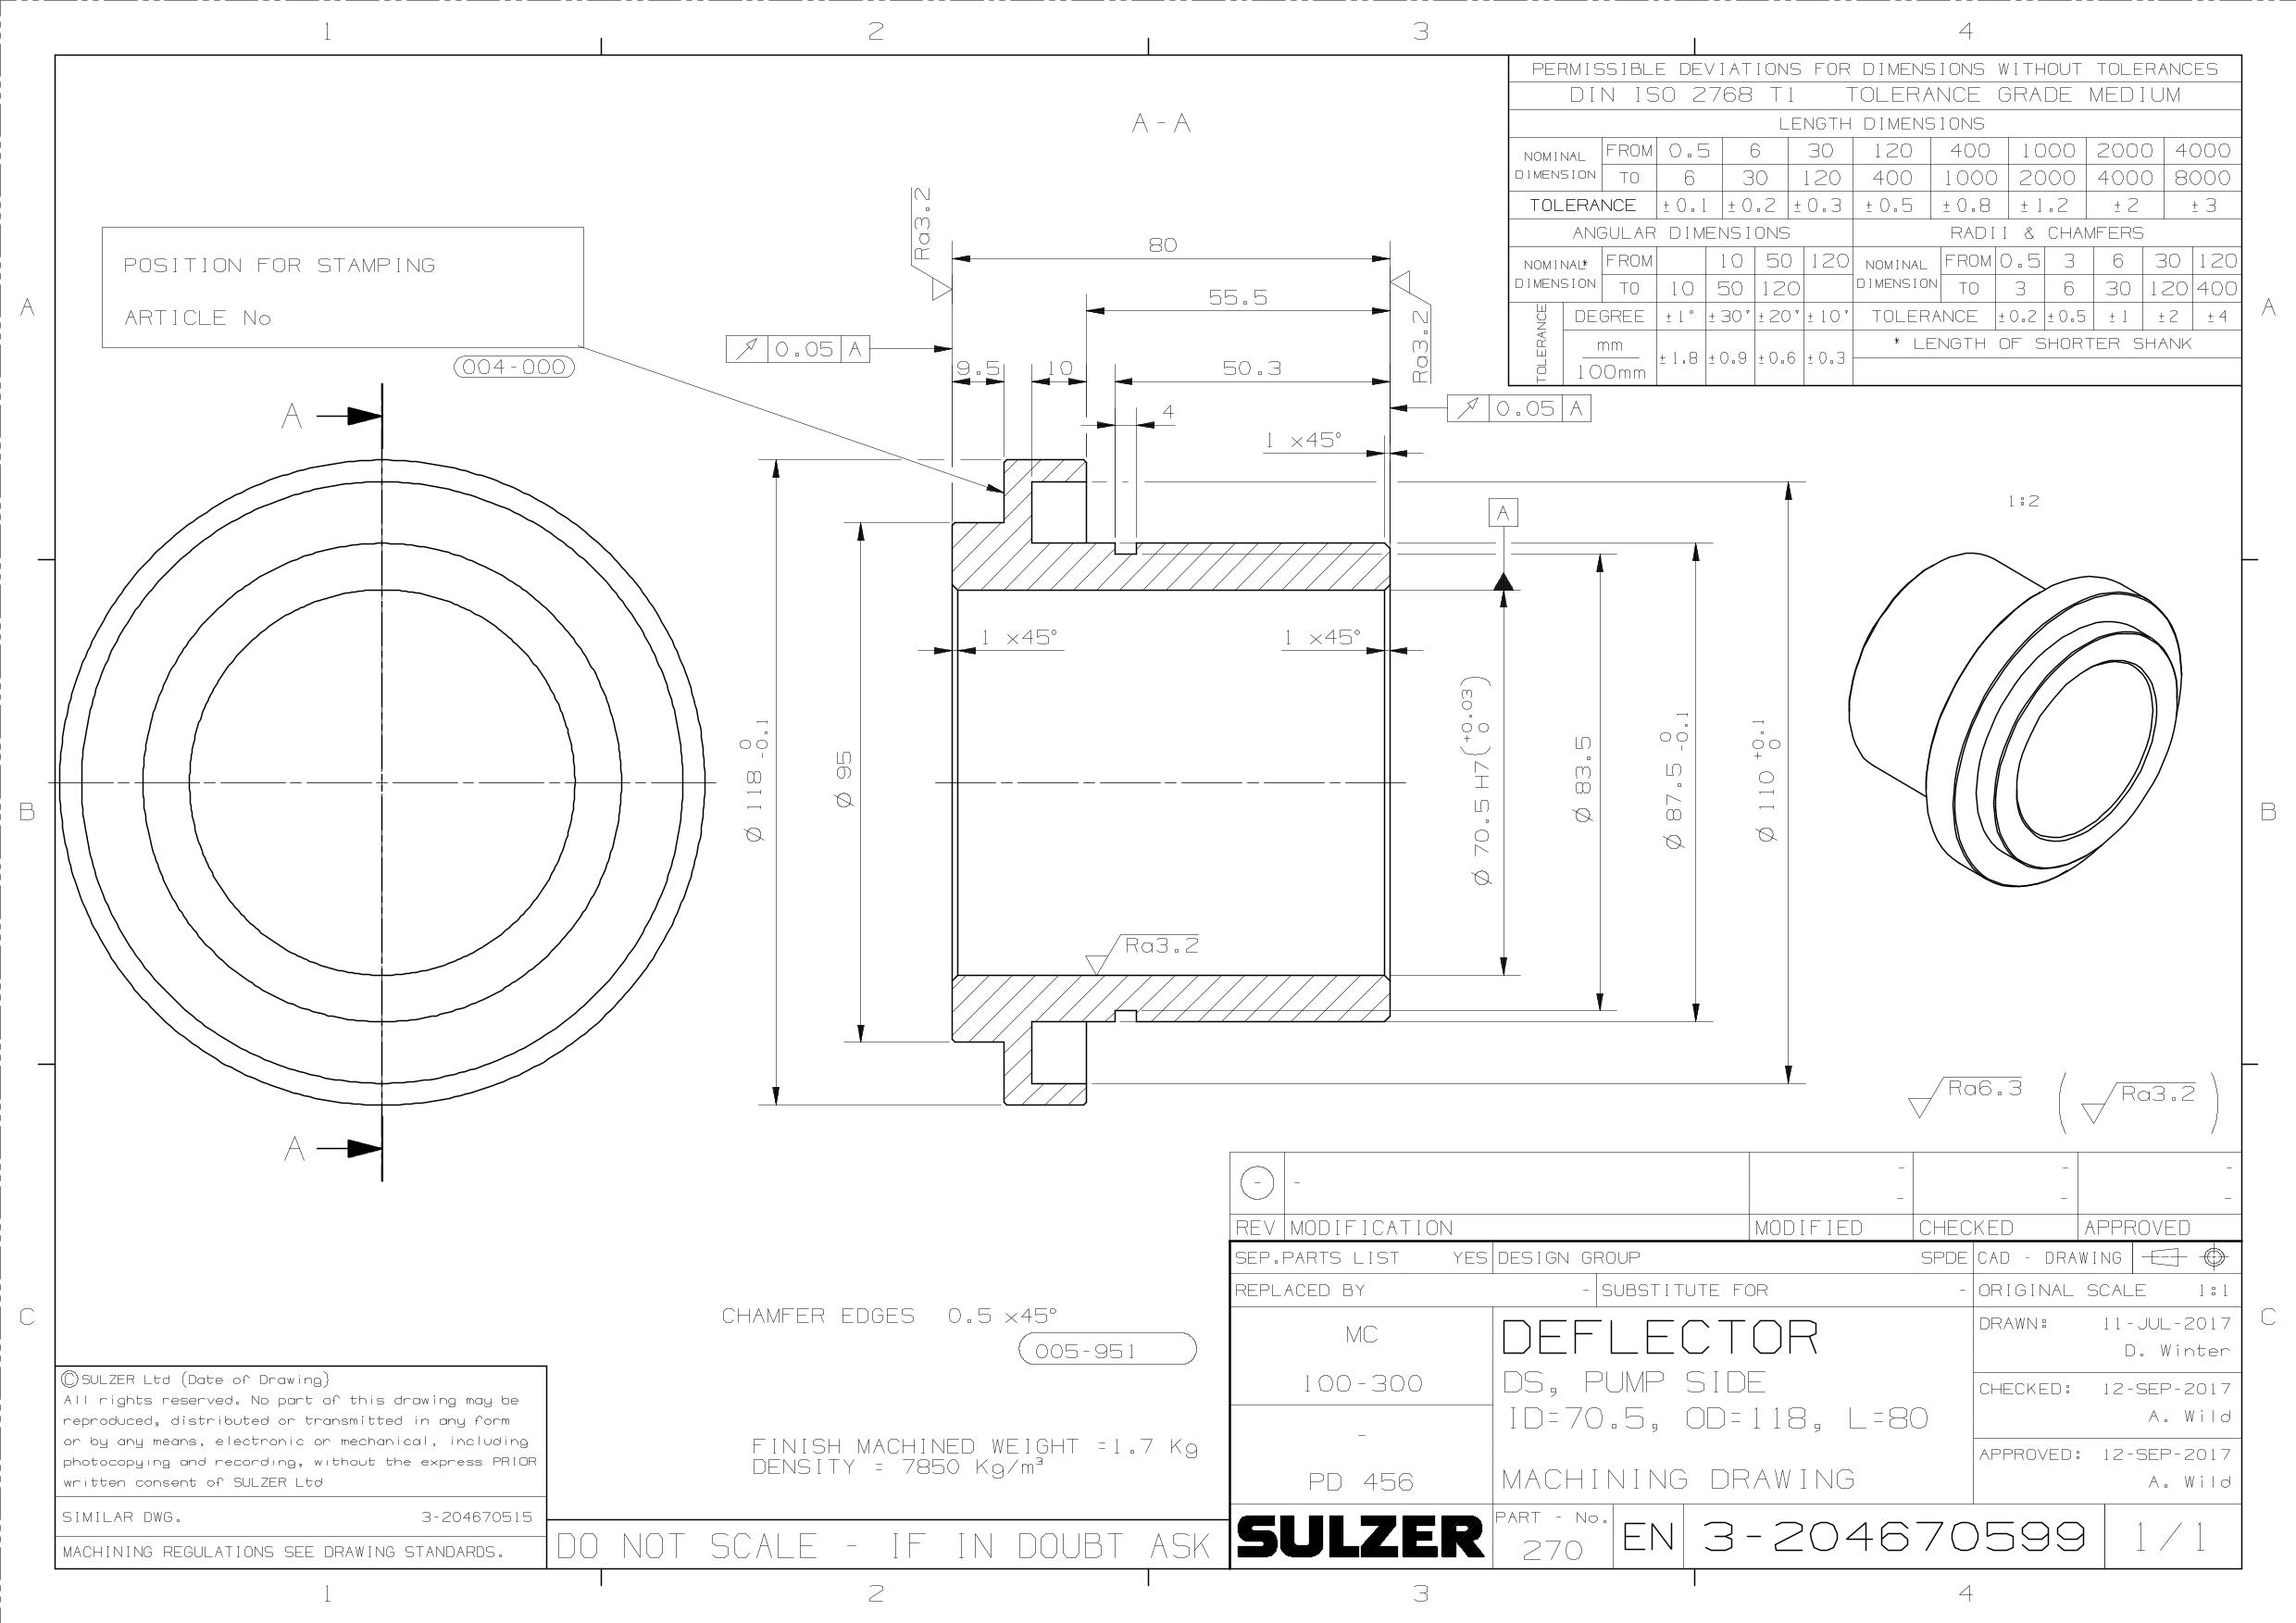 1 2 3 4
A - A
PERMISSIBLE DEVIATIONS FOR DIMENSIONS WITHOUT TOLERANCES
DIN ISO 2768 T1 TOLERANCE GRADE MEDIUM
LENGTH DIMENSIONS
NOMINAL DIMENSION FROM 0.5 6 30 120 400 1000 2000 4000
TO 6 30 120 400 1000 2000 4000 8000
TOLERANCE ±0.1 ±0.2 ±0.3 ±0.5 ±0.8 ±1.2 ±2 ±3
ANGULAR DIMENSIONS RADII & CHAMFERS
NOMINAL* DIMENSION FROM 10 50 120 NOMINAL DIMENSION FROM 0.5 3 6 30 120
TO 10 50 120 TO 3 6 30 120 400
TOLERANCE DEGREE ±1° ±30' ±20' ±10' TOLERANCE ±0.2 ±0.5 ±1 ±2 ±4
mm
100mm ±1.8 ±0.9 ±0.6 ±0.3
* LENGTH OF SHORTER SHANK
POSITION FOR STAMPING
ARTICLE No
004-000
A
A
A
A
Ra3.2
80
55.5
Ra3.2
0.05 A
9.5 10 50.3
0.05 A
4
1 ×45°
A
1:2
1 ×45°
1 ×45°
Ø 118 0 -0.1
Ø 95
Ø 70.5 H7(+0.03 0)
Ø 83.5
Ø 87.5 0 -0.1
Ø 110 +0.1 0
Ra3.2
B
B
Ra6.3 ( Ra3.2 )
- - - - -
- - -
REV MODIFICATION MODIFIED CHECKED APPROVED
SEP.PARTS LIST YES DESIGN GROUP SPDE CAD - DRAWING
REPLACED BY - SUBSTITUTE FOR - ORIGINAL SCALE 1:1
C
C
CHAMFER EDGES 0.5 ×45°
005-951
MC
100-300
-
PD 456
DEFLECTOR
DS, PUMP SIDE
ID=70.5, OD=118, L=80
MACHINING DRAWING
DRAWN: 11-JUL-2017
D. Winter
CHECKED: 12-SEP-2017
A. Wild
APPROVED: 12-SEP-2017
A. Wild
©SULZER Ltd (Date of Drawing)
All rights reserved. No part of this drawing may be
reproduced, distributed or transmitted in any form
or by any means, electronic or mechanical, including
photocopying and recording, without the express PRIOR
written consent of SULZER Ltd
FINISH MACHINED WEIGHT =1.7 Kg
DENSITY = 7850 Kg/m³
SIMILAR DWG. 3-204670515
MACHINING REGULATIONS SEE DRAWING STANDARDS.
DO NOT SCALE - IF IN DOUBT ASK
SULZER
PART - No.
270
EN 3-204670599 1/1
1 2 3 4